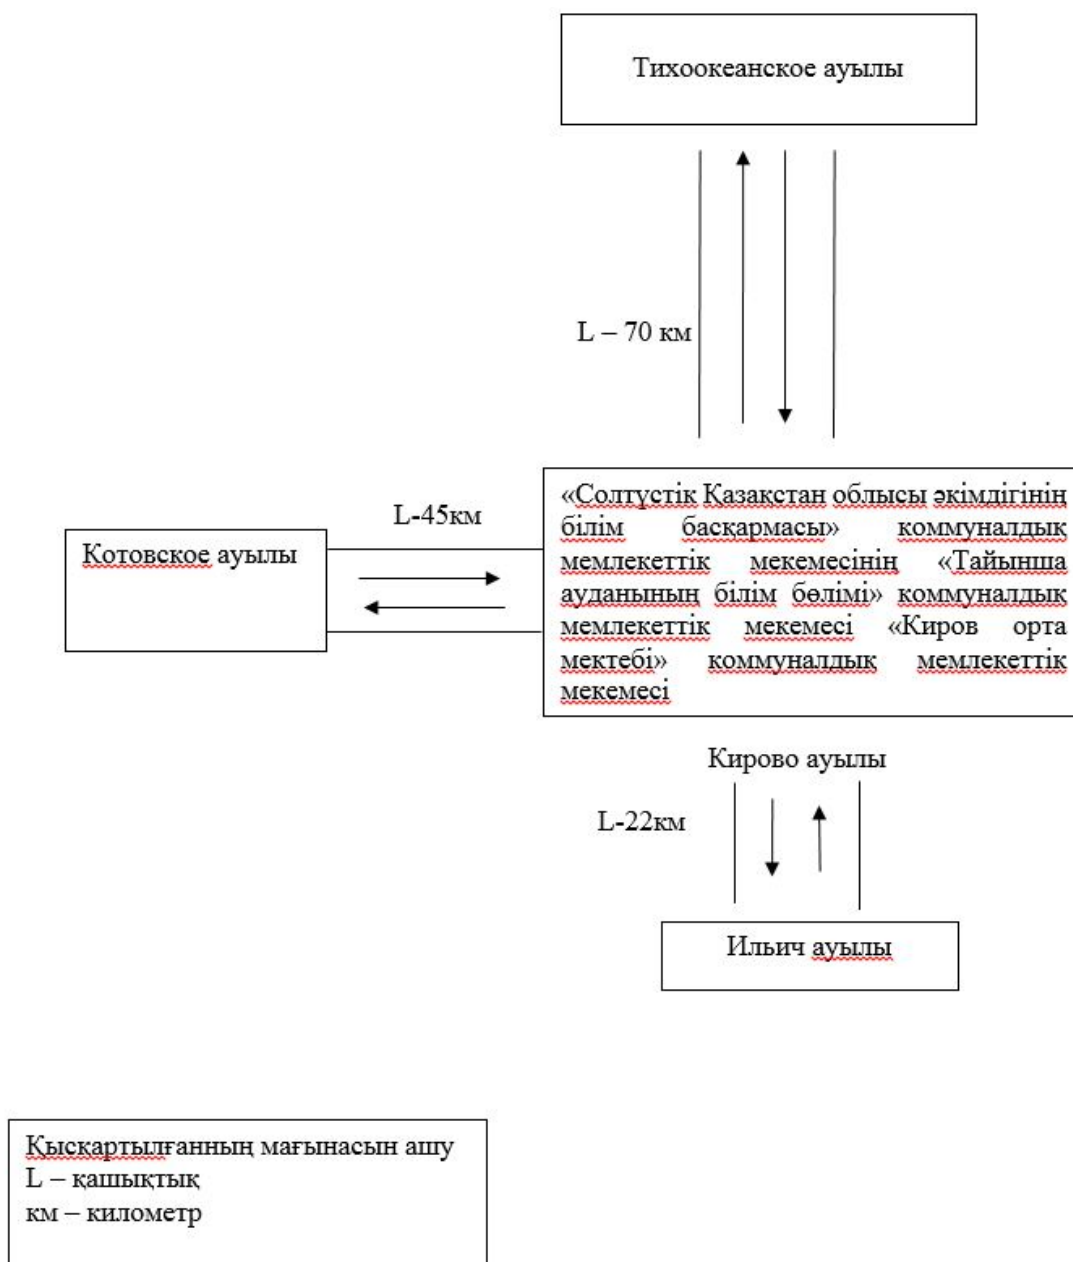 Тихоокеанское ауылы
L – 70 км
L-45км
Котовское ауылы
«Солтүстік Қазақстан облысы әкімдігінің
білім басқармасы» коммуналдық
мемлекеттік мекемесінің «Тайынша
ауданының білім бөлімі» коммуналдық
мемлекеттік мекемесі «Киров орта
мектебі» коммуналдық мемлекеттік
мекемесі
Кирово ауылы
L-22км
Ильич ауылы
Қысқартылғанның мағынасын ашу
L – қашықтық
км – километр